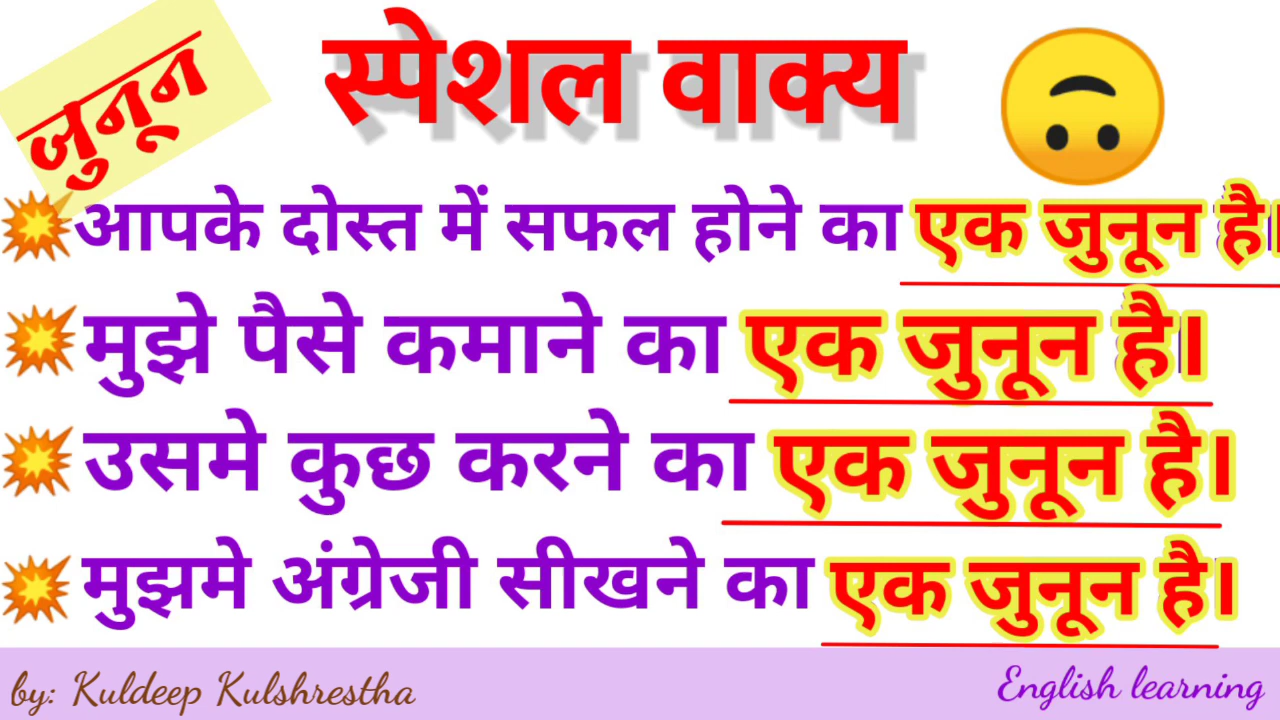 जुनून
स्पेशल वाक्य
आपके दोस्त में सफल होने का एक जुनून है।
मुझे पैसे कमाने का एक जुनून है।
उसमे कुछ करने का एक जुनून है।
मुझमे अंग्रेजी सीखने का एक जुनून है।
by: Kuldeep Kulshrestha
English learning